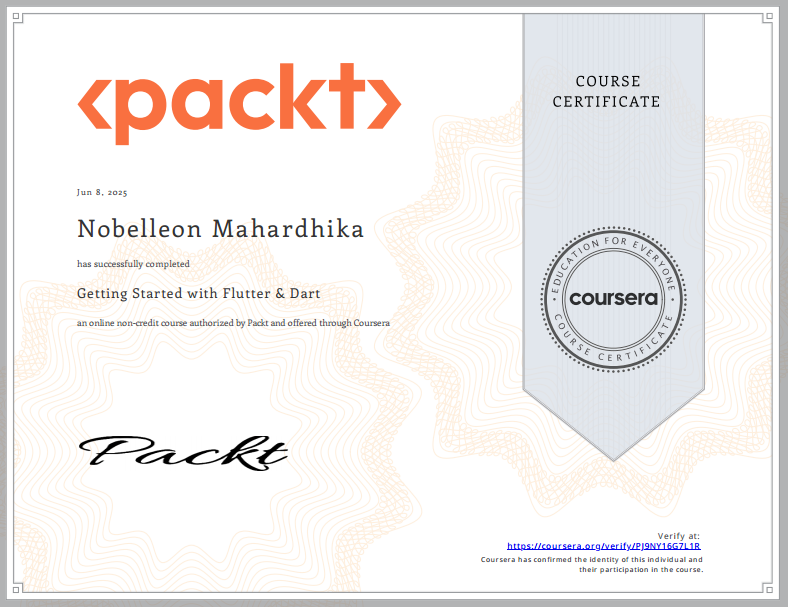 <packt>
Jun 8, 2025
Nobelleon Mahardhika
has successfully completed
Getting Started with Flutter & Dart
an online non-credit course authorized by Packt and offered through Coursera
Packt
COURSE
CERTIFICATE
EDUCATION FOR EVERYONE
coursera
COURSE CERTIFICATE
Verify at:
https://coursera.org/verify/PJ9NY16G7L1R
Coursera has confirmed the identity of this individual and
their participation in the course.